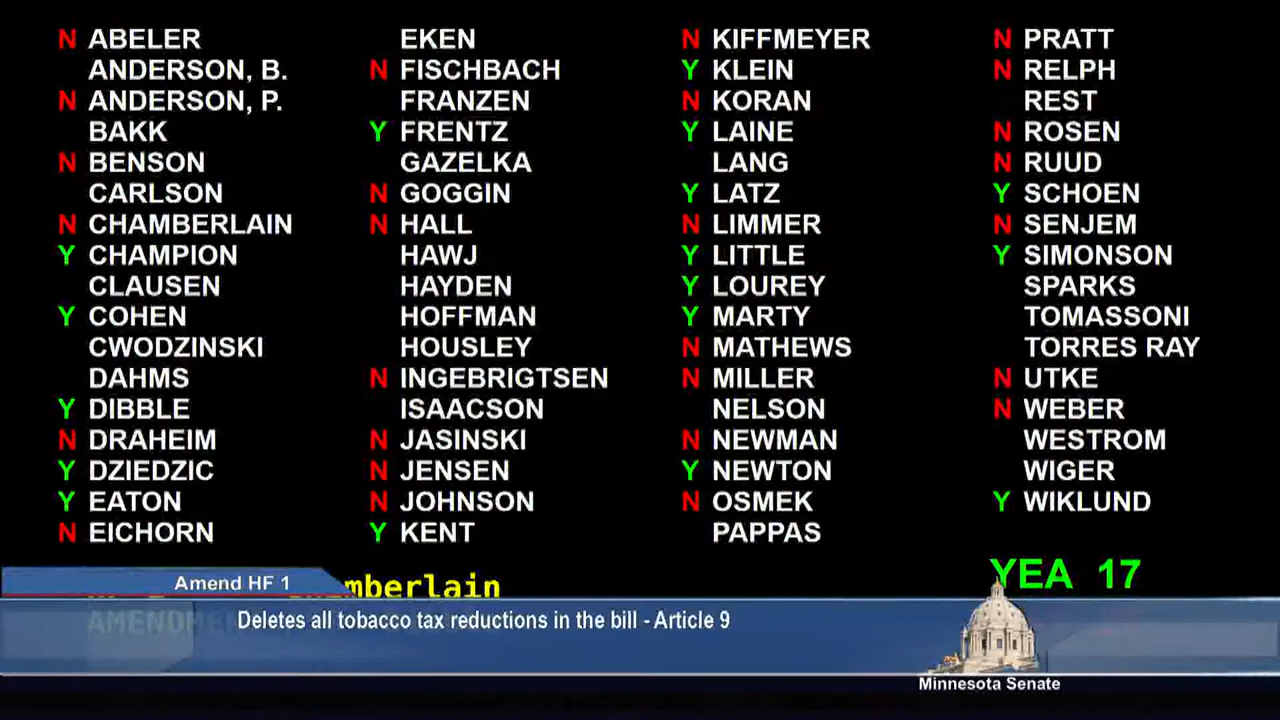 N ABELER
ANDERSON, B.
N ANDERSON, P.
BAKK
N BENSON
CARLSON
N CHAMBERLAIN
Y CHAMPION
CLAUSEN
Y COHEN
CWODZINSKI
DAHMS
Y DIBBLE
N DRAHEIM
Y DZIEDZIC
Y EATON
N EICHORN
EKEN
N FISCHBACH
FRANZEN
Y FRENTZ
GAZELKA
N GOGGIN
N HALL
HAWJ
HAYDEN
HOFFMAN
HOUSLEY
N INGEBRIGTSEN
ISAACSON
N JASINSKI
N JENSEN
N JOHNSON
Y KENT
N KIFFMEYER
Y KLEIN
N KORAN
Y LAINE
LANG
Y LATZ
N LIMMER
Y LITTLE
Y LOUREY
Y MARTY
N MATHEWS
N MILLER
NELSON
N NEWMAN
Y NEWTON
N OSMEK
PAPPAS
N PRATT
N RELPH
REST
N ROSEN
N RUUD
Y SCHOEN
N SENJEM
Y SIMONSON
SPARKS
TOMASSONI
TORRES RAY
N UTKE
N WEBER
WESTROM
WIGER
Y WIKLUND
YEA 17
mberlain
Amend HF 1
Deletes all tobacco tax reductions in the bill - Article 9
Minnesota Senate